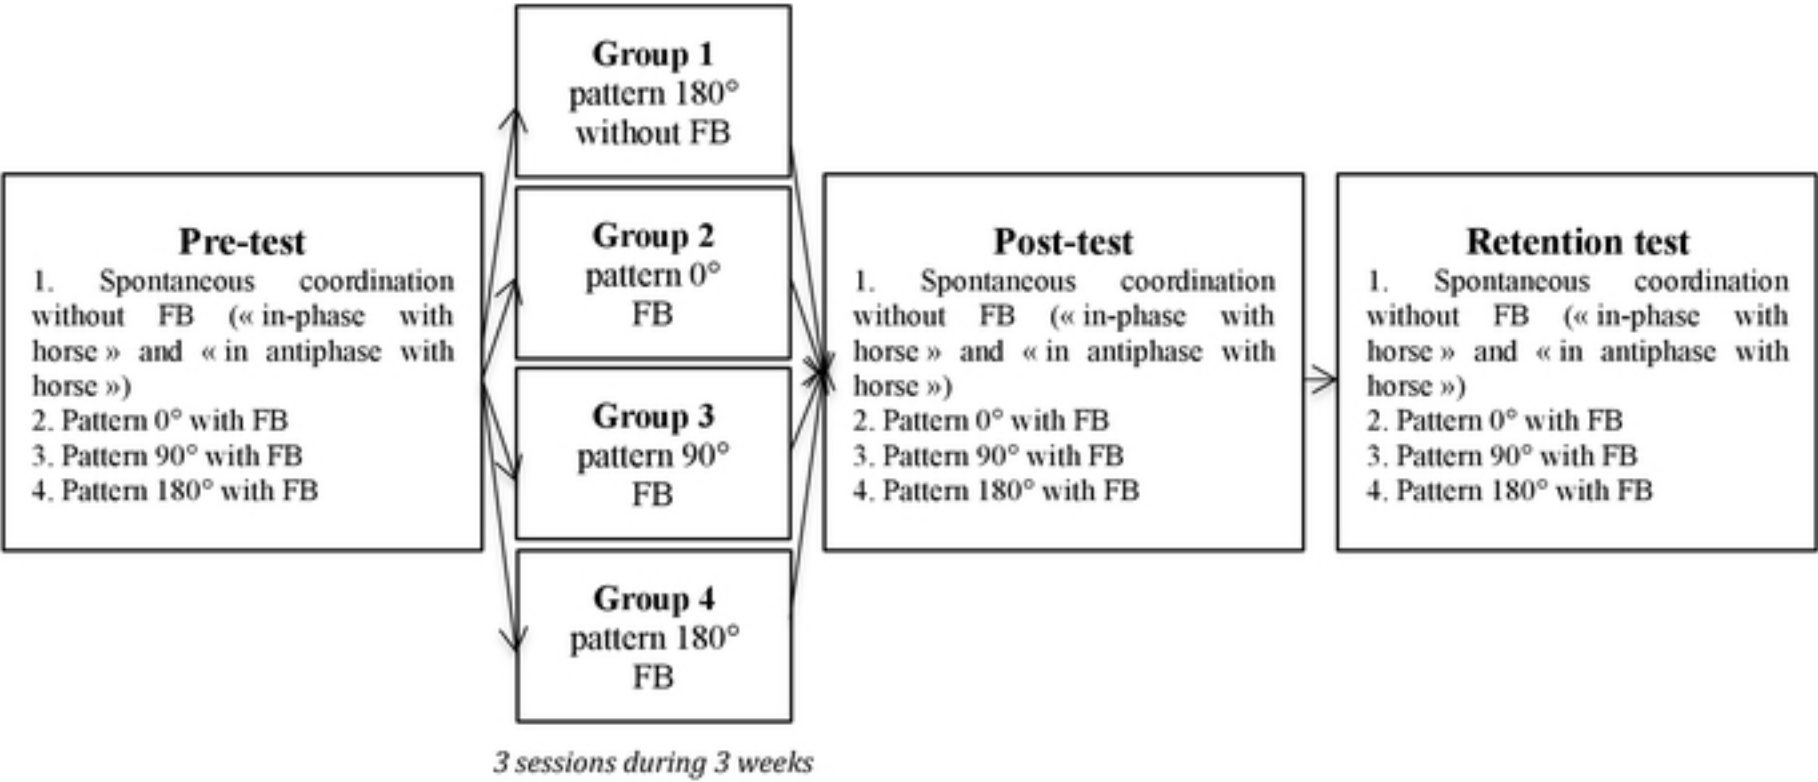 Group 1
pattern 180°
without FB
Pre-test
1. Spontaneous coordination
without FB (« in-phase with
horse » and « in antiphase with
horse »)
2. Pattern 0° with FB
3. Pattern 90° with FB
4. Pattern 180° with FB
Group 2
pattern 0°
FB
Group 3
pattern 90°
FB
Group 4
pattern 180°
FB
3 sessions during 3 weeks
Post-test
1. Spontaneous coordination
without FB (« in-phase with
horse » and « in antiphase with
horse »)
2. Pattern 0° with FB
3. Pattern 90° with FB
4. Pattern 180° with FB
Retention test
1. Spontaneous coordination
without FB (« in-phase with
horse » and « in antiphase with
horse »)
2. Pattern 0° with FB
3. Pattern 90° with FB
4. Pattern 180° with FB